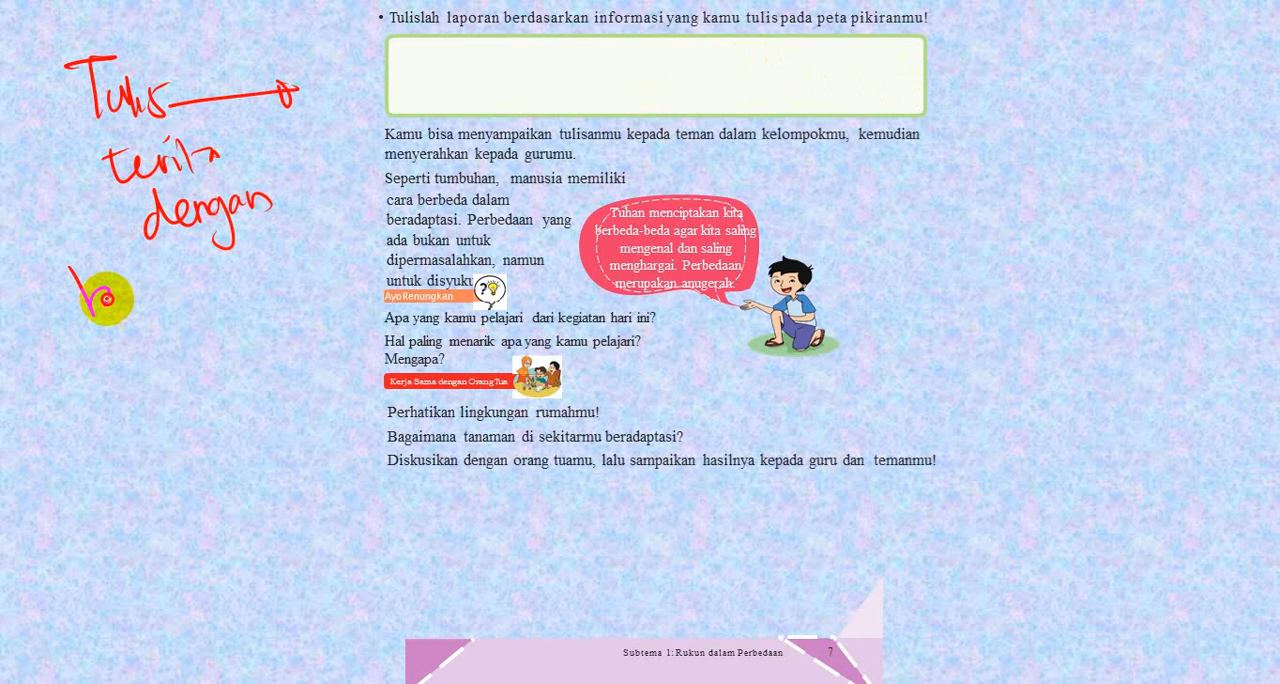 • Tulislah laporan berdasarkan informasi yang kamu tulis pada peta pikiranmu!
Tulis
dengan
Kamu bisa menyampaikan tulisanmu kepada teman dalam kelompokmu, kemudian
menyerahkan kepada gurumu.
Seperti tumbuhan, manusia memiliki
cara berbeda dalam
beradaptasi. Perbedaan yang
ada bukan untuk
dipermasalahkan, namun
untuk disyuku
Tuhan menciptakan kita
berbeda-beda agar kita saling
mengenal dan saling
menghargai. Perbedaan
merupakan anugerah.
Ayo Renungkan
Apa yang kamu pelajari dari kegiatan hari ini?
Hal paling menarik apa yang kamu pelajari?
Mengapa?
Kerja Sama dengan Orang Tua
Perhatikan lingkungan rumahmu!
Bagaimana tanaman di sekitarmu beradaptasi?
Diskusikan dengan orang tuamu, lalu sampaikan hasilnya kepada guru dan temanmu!
Subtema 1: Rukun dalam Perbedaan 7